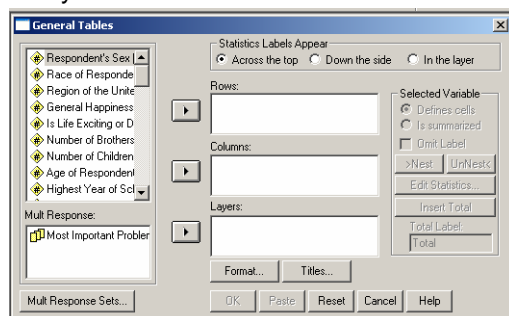 General Tables
Respondent's Sex [
Race of Responde
Region of the Unite
General Happiness
Is Life Exciting or D
Number of Brothers
Number of Children
Age of Respondent
Highest Year of Scl
Mult Response:
Most Important Probler
Mult Response Sets...
Statistics Labels Appear
Across the top
Down the side
In the layer
Rows:
Columns:
Layers:
Format...
Titles...
Selected Variable
Defines cells
Is summarized
Omit Label
>Nest
UnNest<
Edit Statistics...
Insert Total
Total Label:
Total
OK
Paste
Reset
Cancel
Help